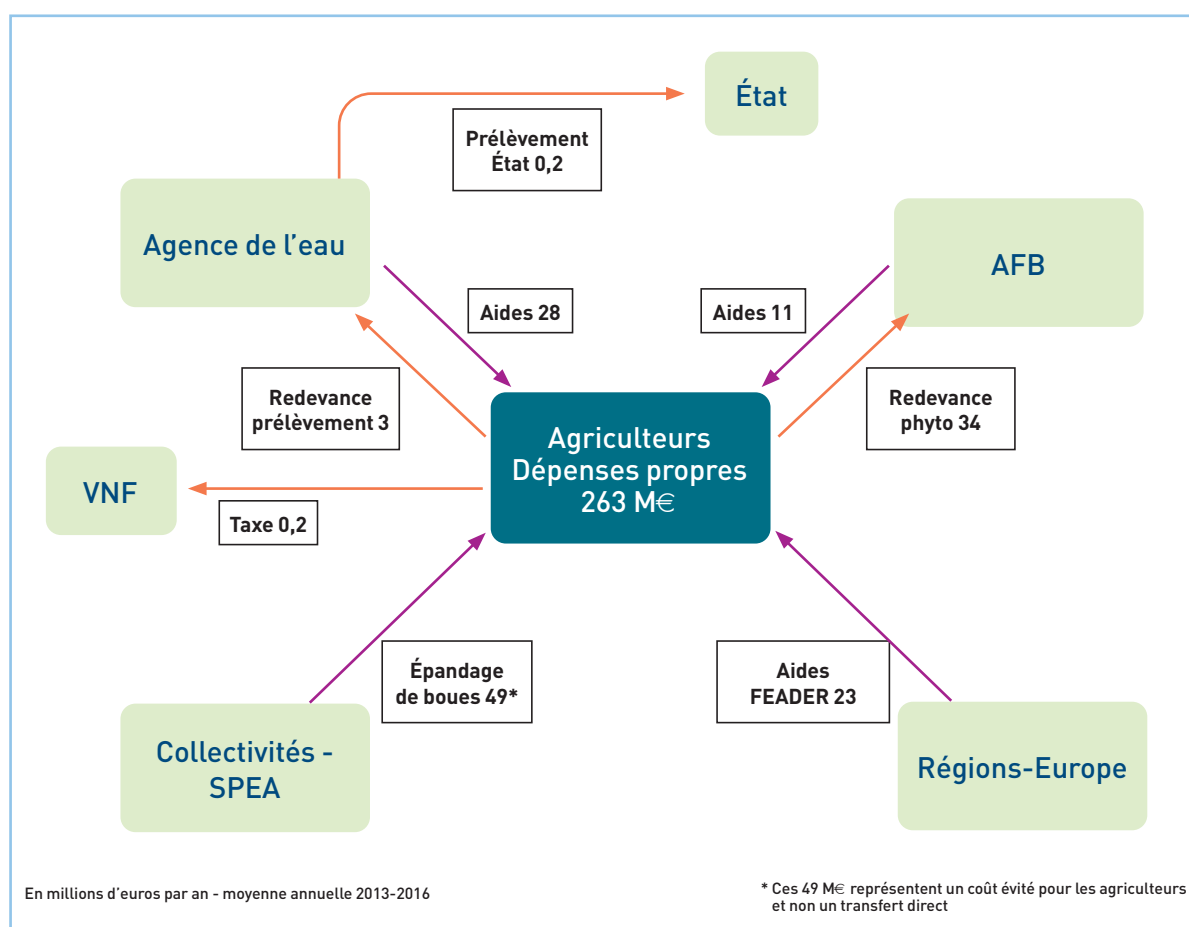 État
Prélèvement
État 0,2
Agence de l'eau
AFB
Aides 28
Aides 11
Redevance
prélèvement 3
Redevance
phyto 34
Agriculteurs
Dépenses propres
263 M€
VNF
Taxe 0,2
Épandage
de boues 49*
Aides
FEADER 23
Collectivités -
SPEA
Régions-Europe
En millions d'euros par an - moyenne annuelle 2013-2016
* Ces 49 M€ représentent un coût évité pour les agriculteurs
et non un transfert direct